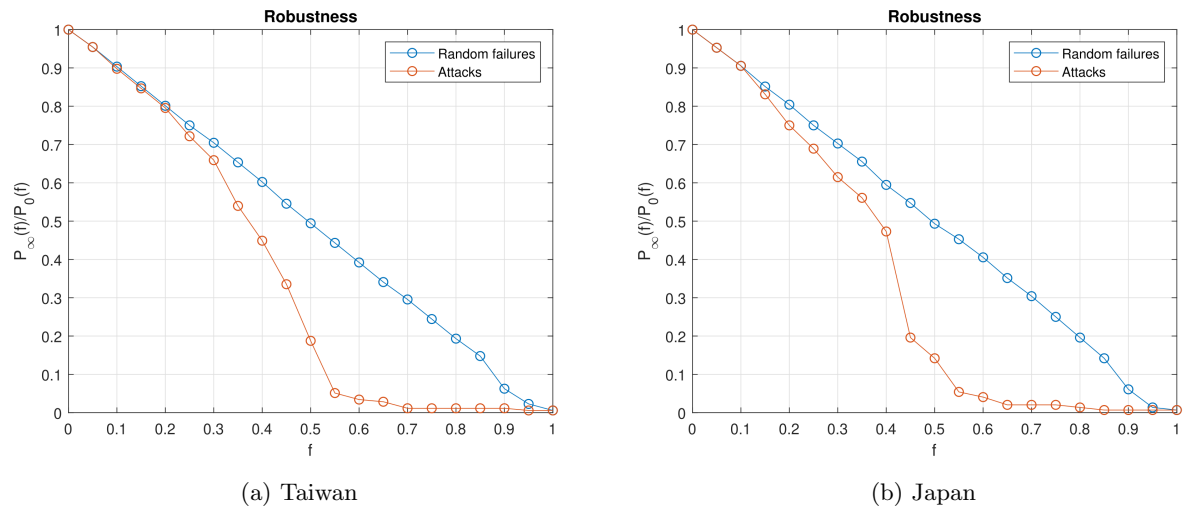 Robustness
Random failures
Attacks
1
0.9
0.8
0.7
0.6
0.5
0.4
0.3
0.2
0.1
0
P∞(f)/P0(f)
0 0.1 0.2 0.3 0.4 0.5 0.6 0.7 0.8 0.9 1
f
(a) Taiwan
Robustness
Random failures
Attacks
1
0.9
0.8
0.7
0.6
0.5
0.4
0.3
0.2
0.1
0
P∞(f)/P0(f)
0 0.1 0.2 0.3 0.4 0.5 0.6 0.7 0.8 0.9 1
f
(b) Japan